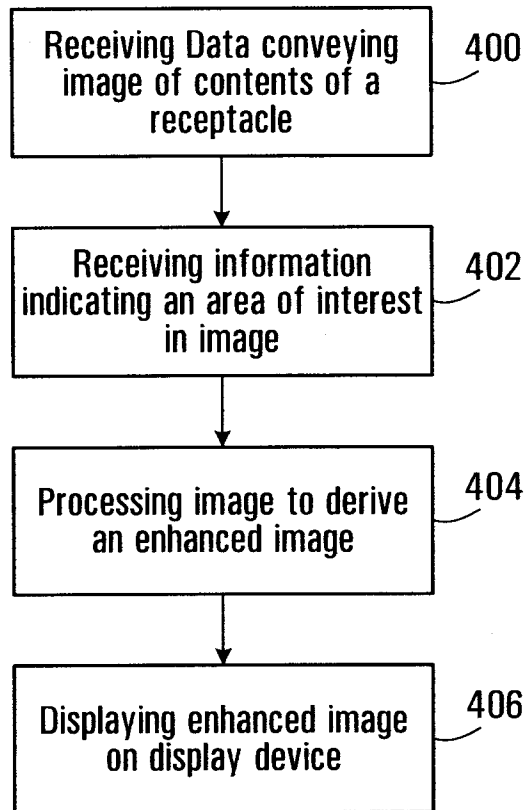 Receiving Data conveying
image of contents of a
receptacle
400
Receiving information
indicating an area of interest
in image
402
Processing image to derive
an enhanced image
404
Displaying enhanced image
on display device
406